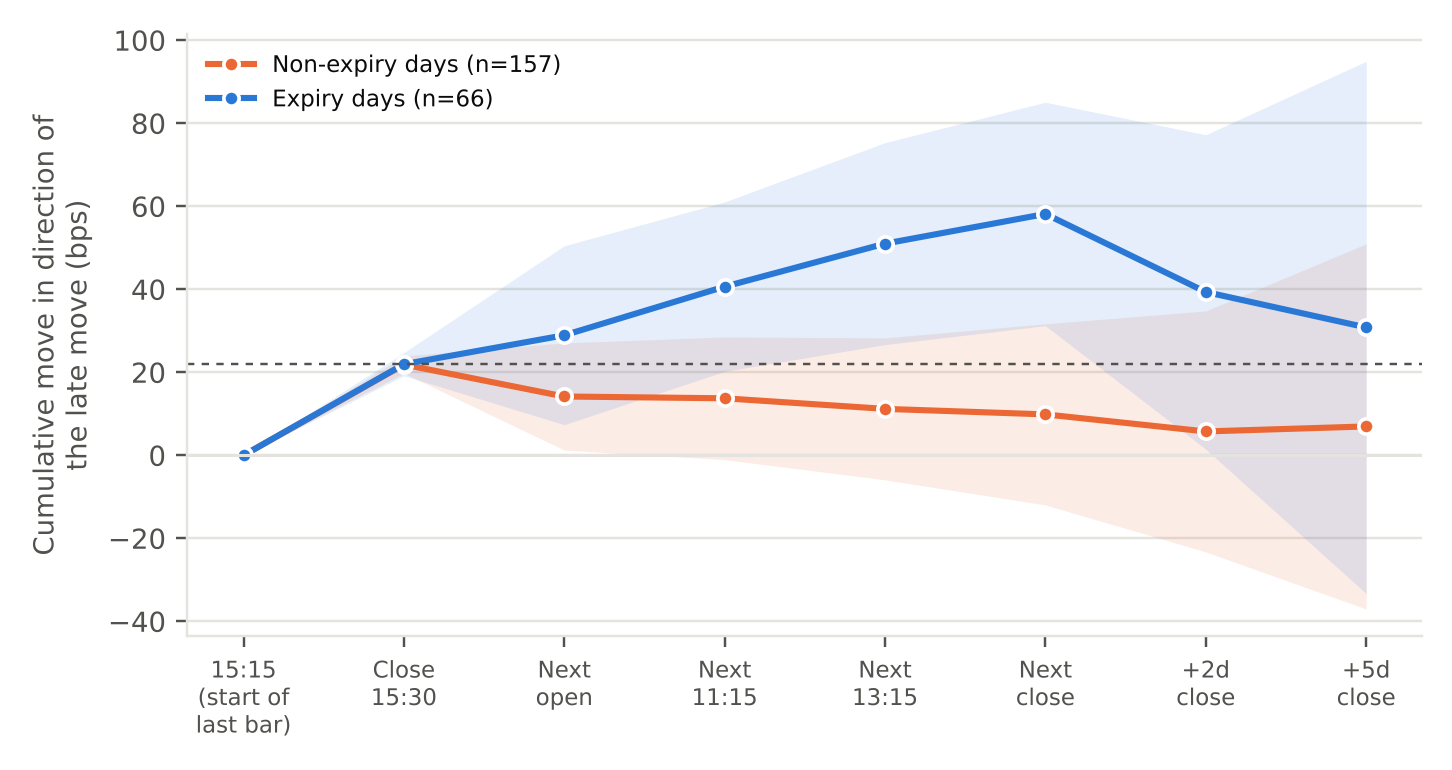 Cumulative move in direction of
the late move (bps)
100
80
60
40
20
0
−20
−40
Non-expiry days (n=157)
Expiry days (n=66)
15:15
(start of
last bar)
Close
15:30
Next
open
Next
11:15
Next
13:15
Next
close
+2d
close
+5d
close